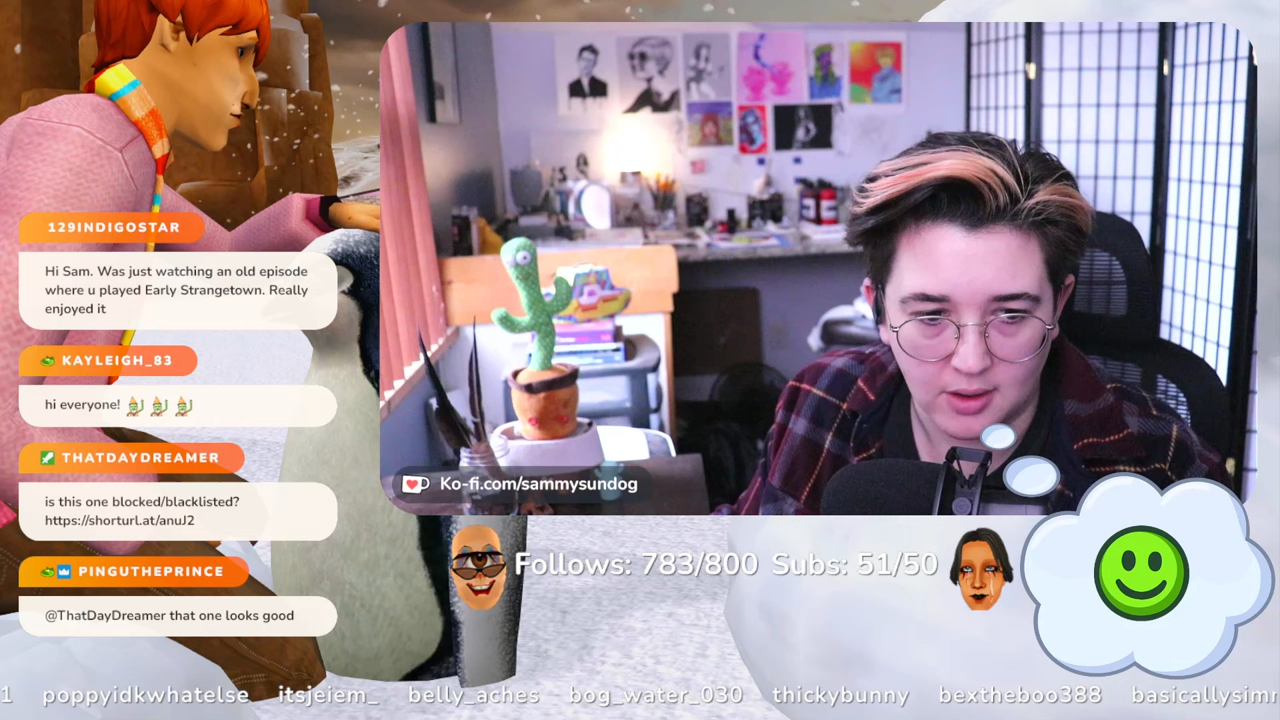 129INDIGOSTAR
Hi Sam. Was just watching an old episode
where u played Early Strangetown. Really
enjoyed it
KAYLEIGH_83
hi everyone!
THATDAYDREAMER
is this one blocked/blacklisted?
https://shorturl.at/anuJ2
PINGUTHEPRINCE
@ThatDayDreamer that one looks good
Ko-fi.com/sammysundog
Follows: 783/800 Subs: 51/50
1 poppyidkwhatelse itsjeiem_ belly_aches bog_water_030 thickybunny bextheboo388 basicallysim